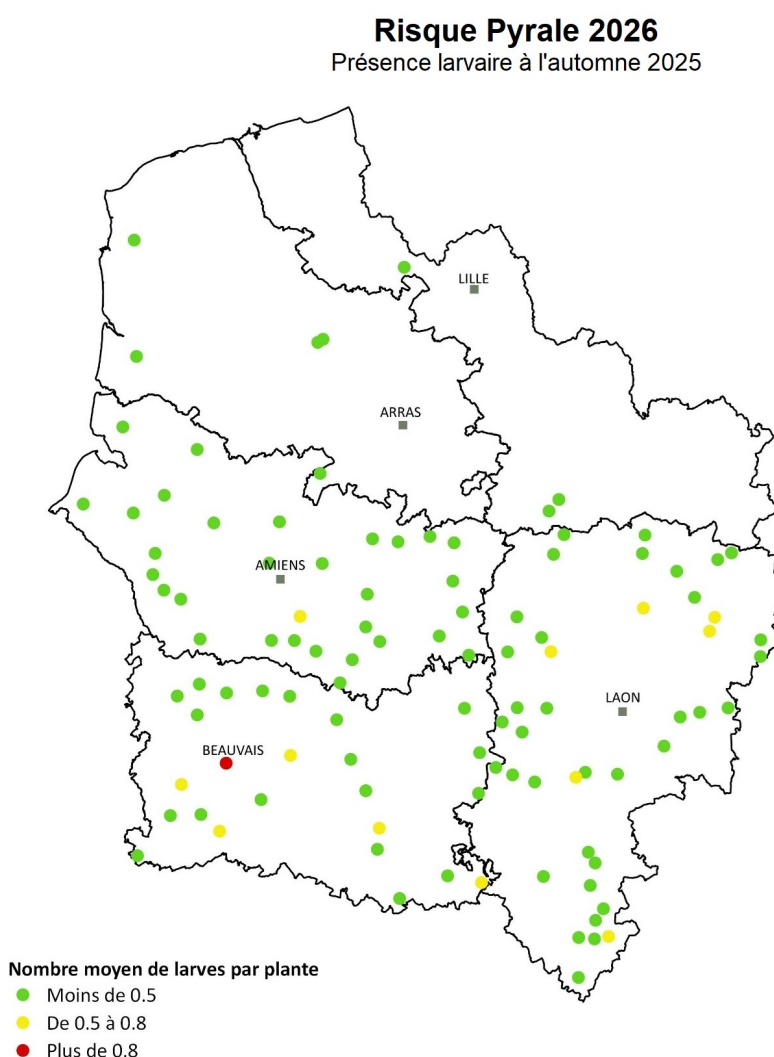 Risque Pyrale 2026
Présence larvaire à l'automne 2025
LILLE
ARRAS
AMIENS
LAON
BEAUVAIS
Nombre moyen de larves par plante
Moins de 0.5
De 0.5 à 0.8
Plus de 0.8